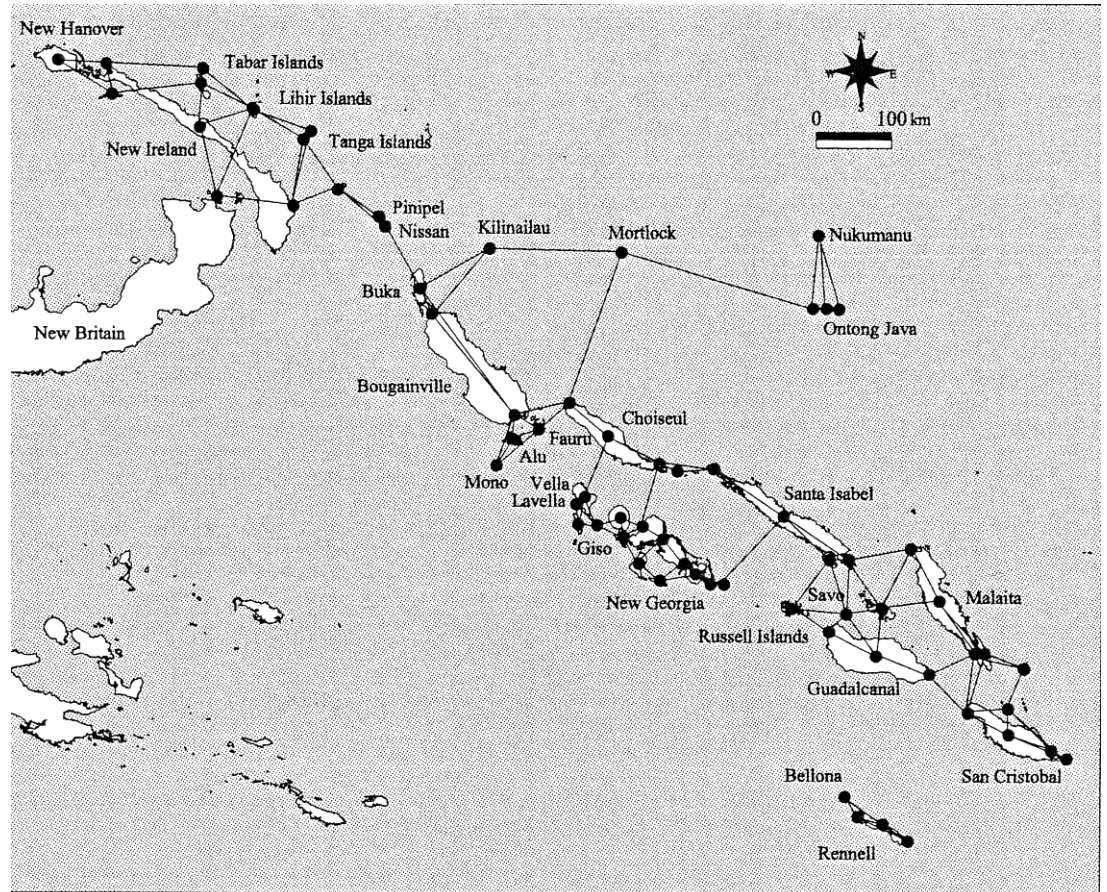 New Hanover
Tabar Islands
N
W
E
S
Lihir Islands
0 100 km
New Ireland
Tanga Islands
Pinipel
Nissan
Kilinailau
Mortlock
Nukumanu
Buka
Ontong Java
New Britain
Bougainville
Choiseul
Fauru
Alu
Mono
Vella
Lavella
Santa Isabel
Giso
New Georgia
Savo
Malaita
Russell Islands
Guadalcanal
San Cristobal
Bellona
Rennell